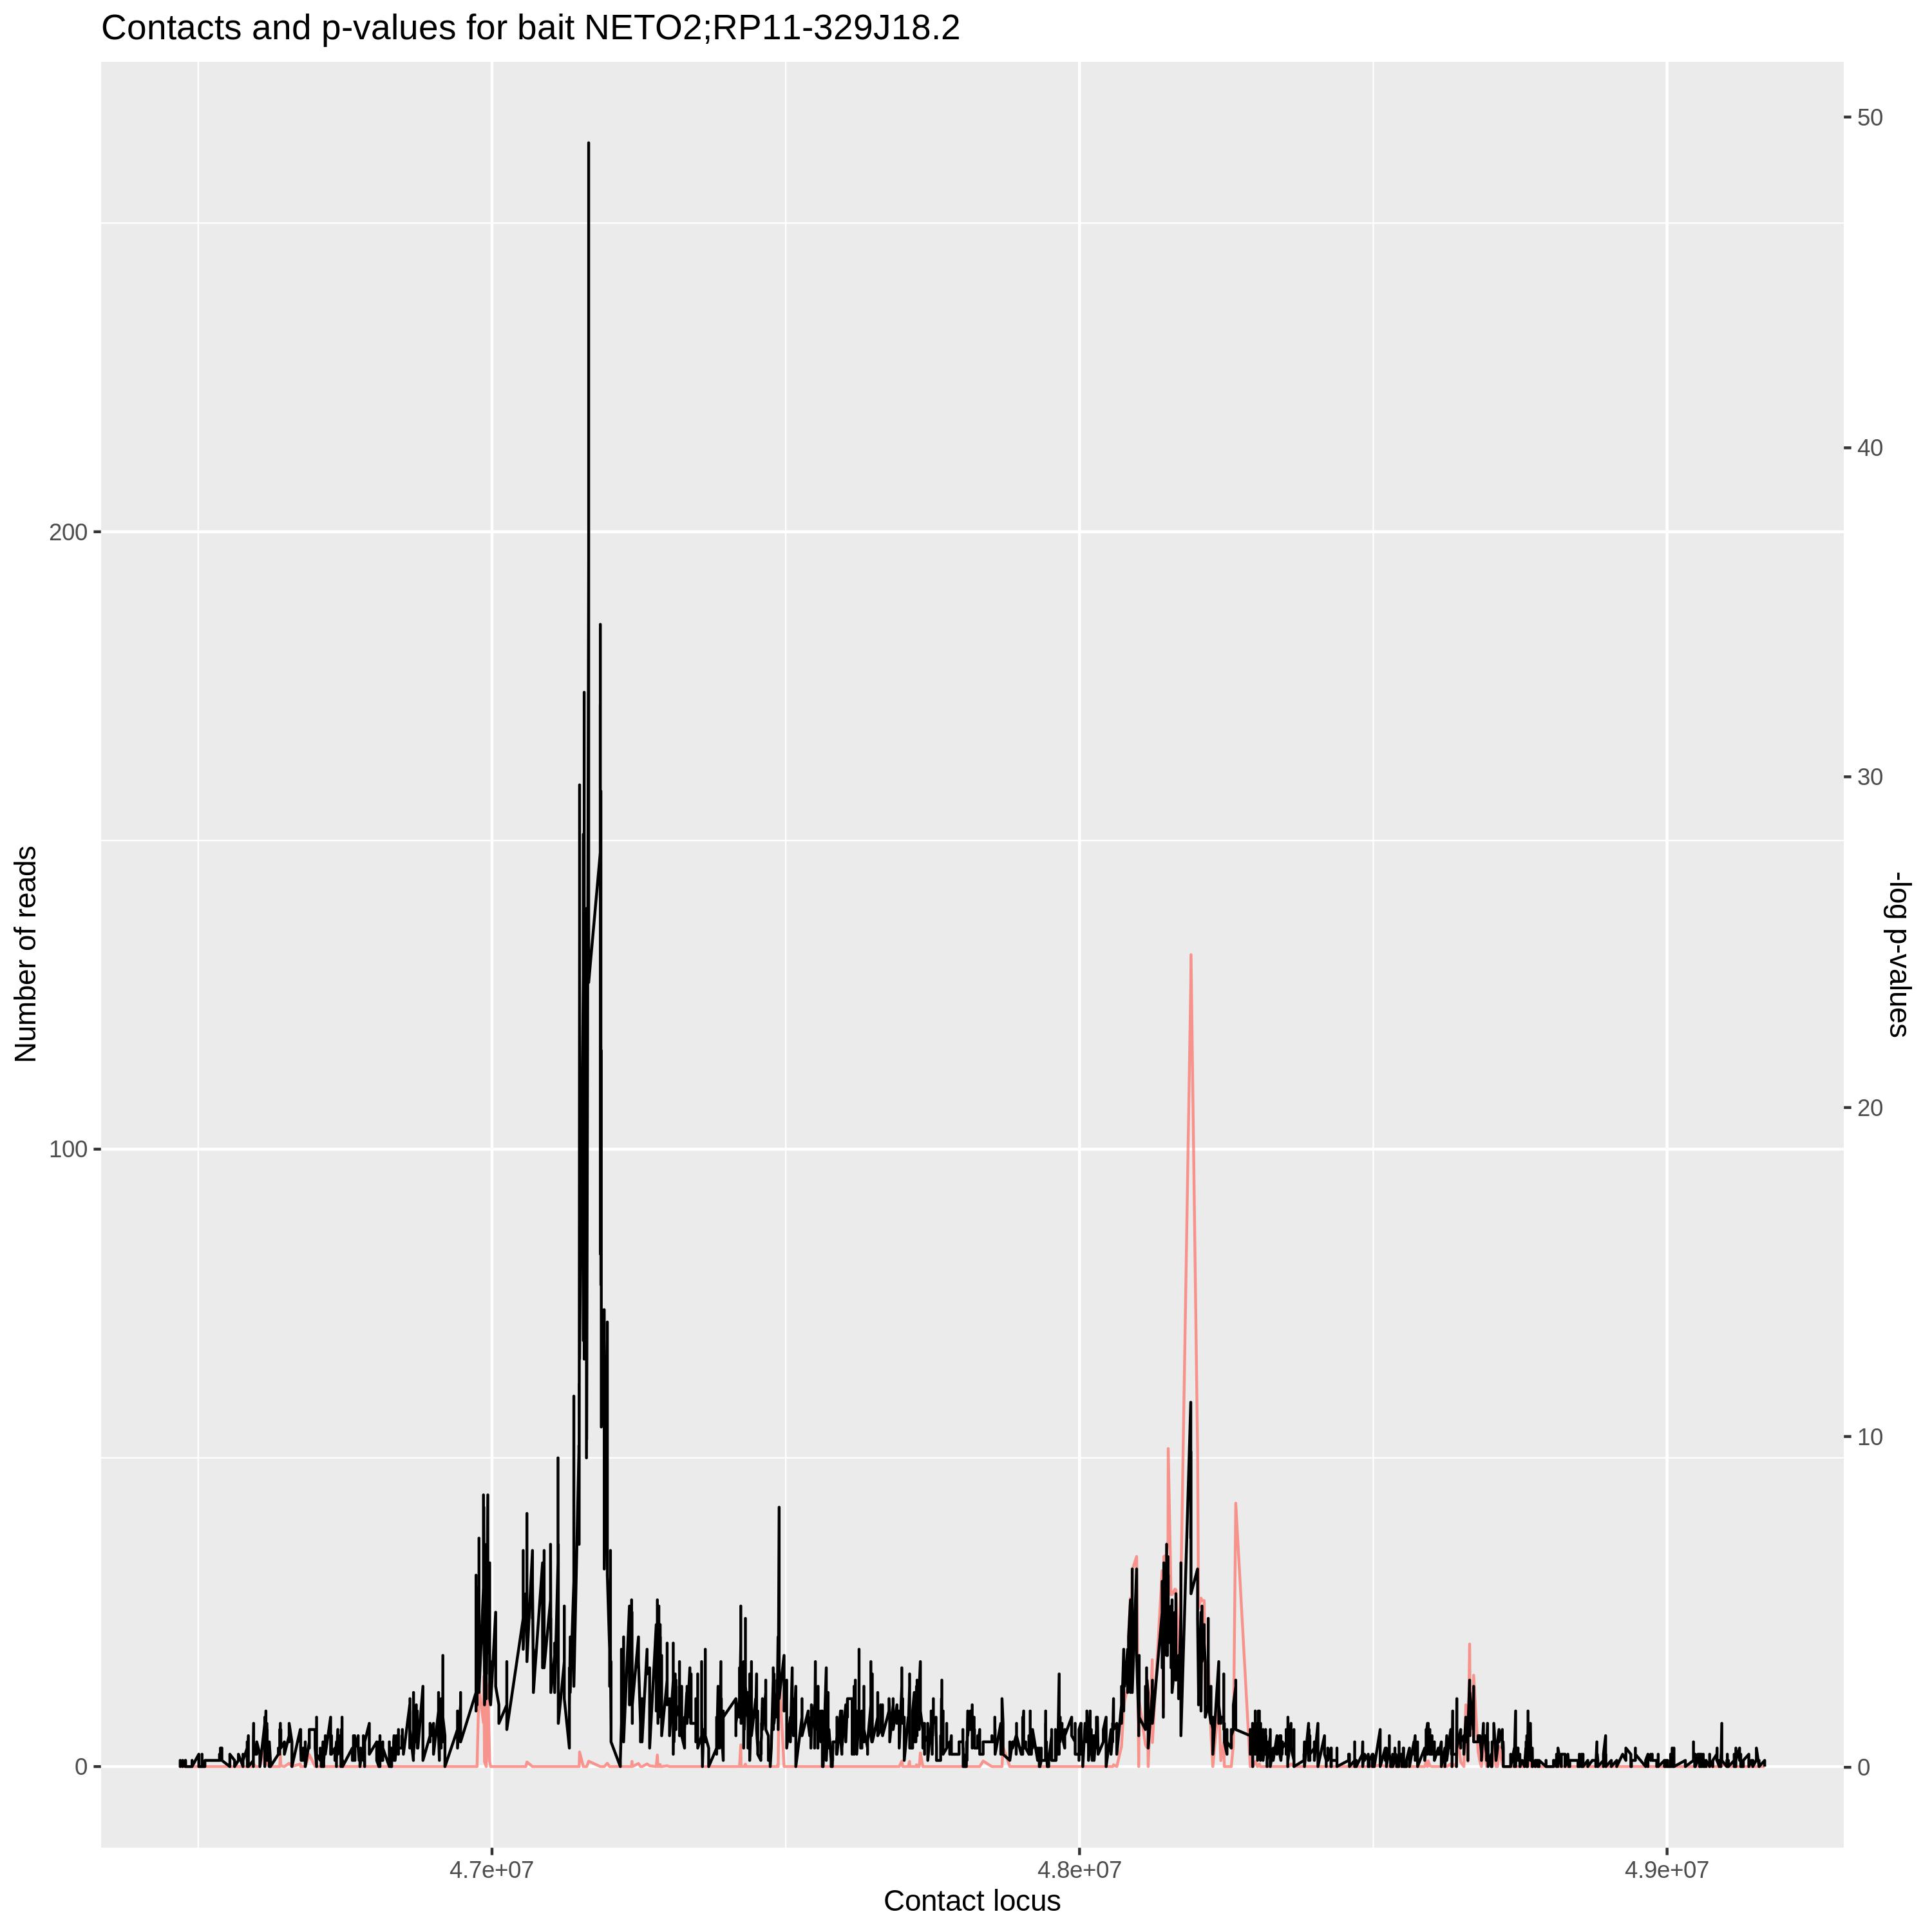 Contacts and p-values for bait NETO2;RP11-329J18.2
Number of reads
200
100
0
50
40
30
20
10
0
-log p-values
4.7e+07
4.8e+07
4.9e+07
Contact locus